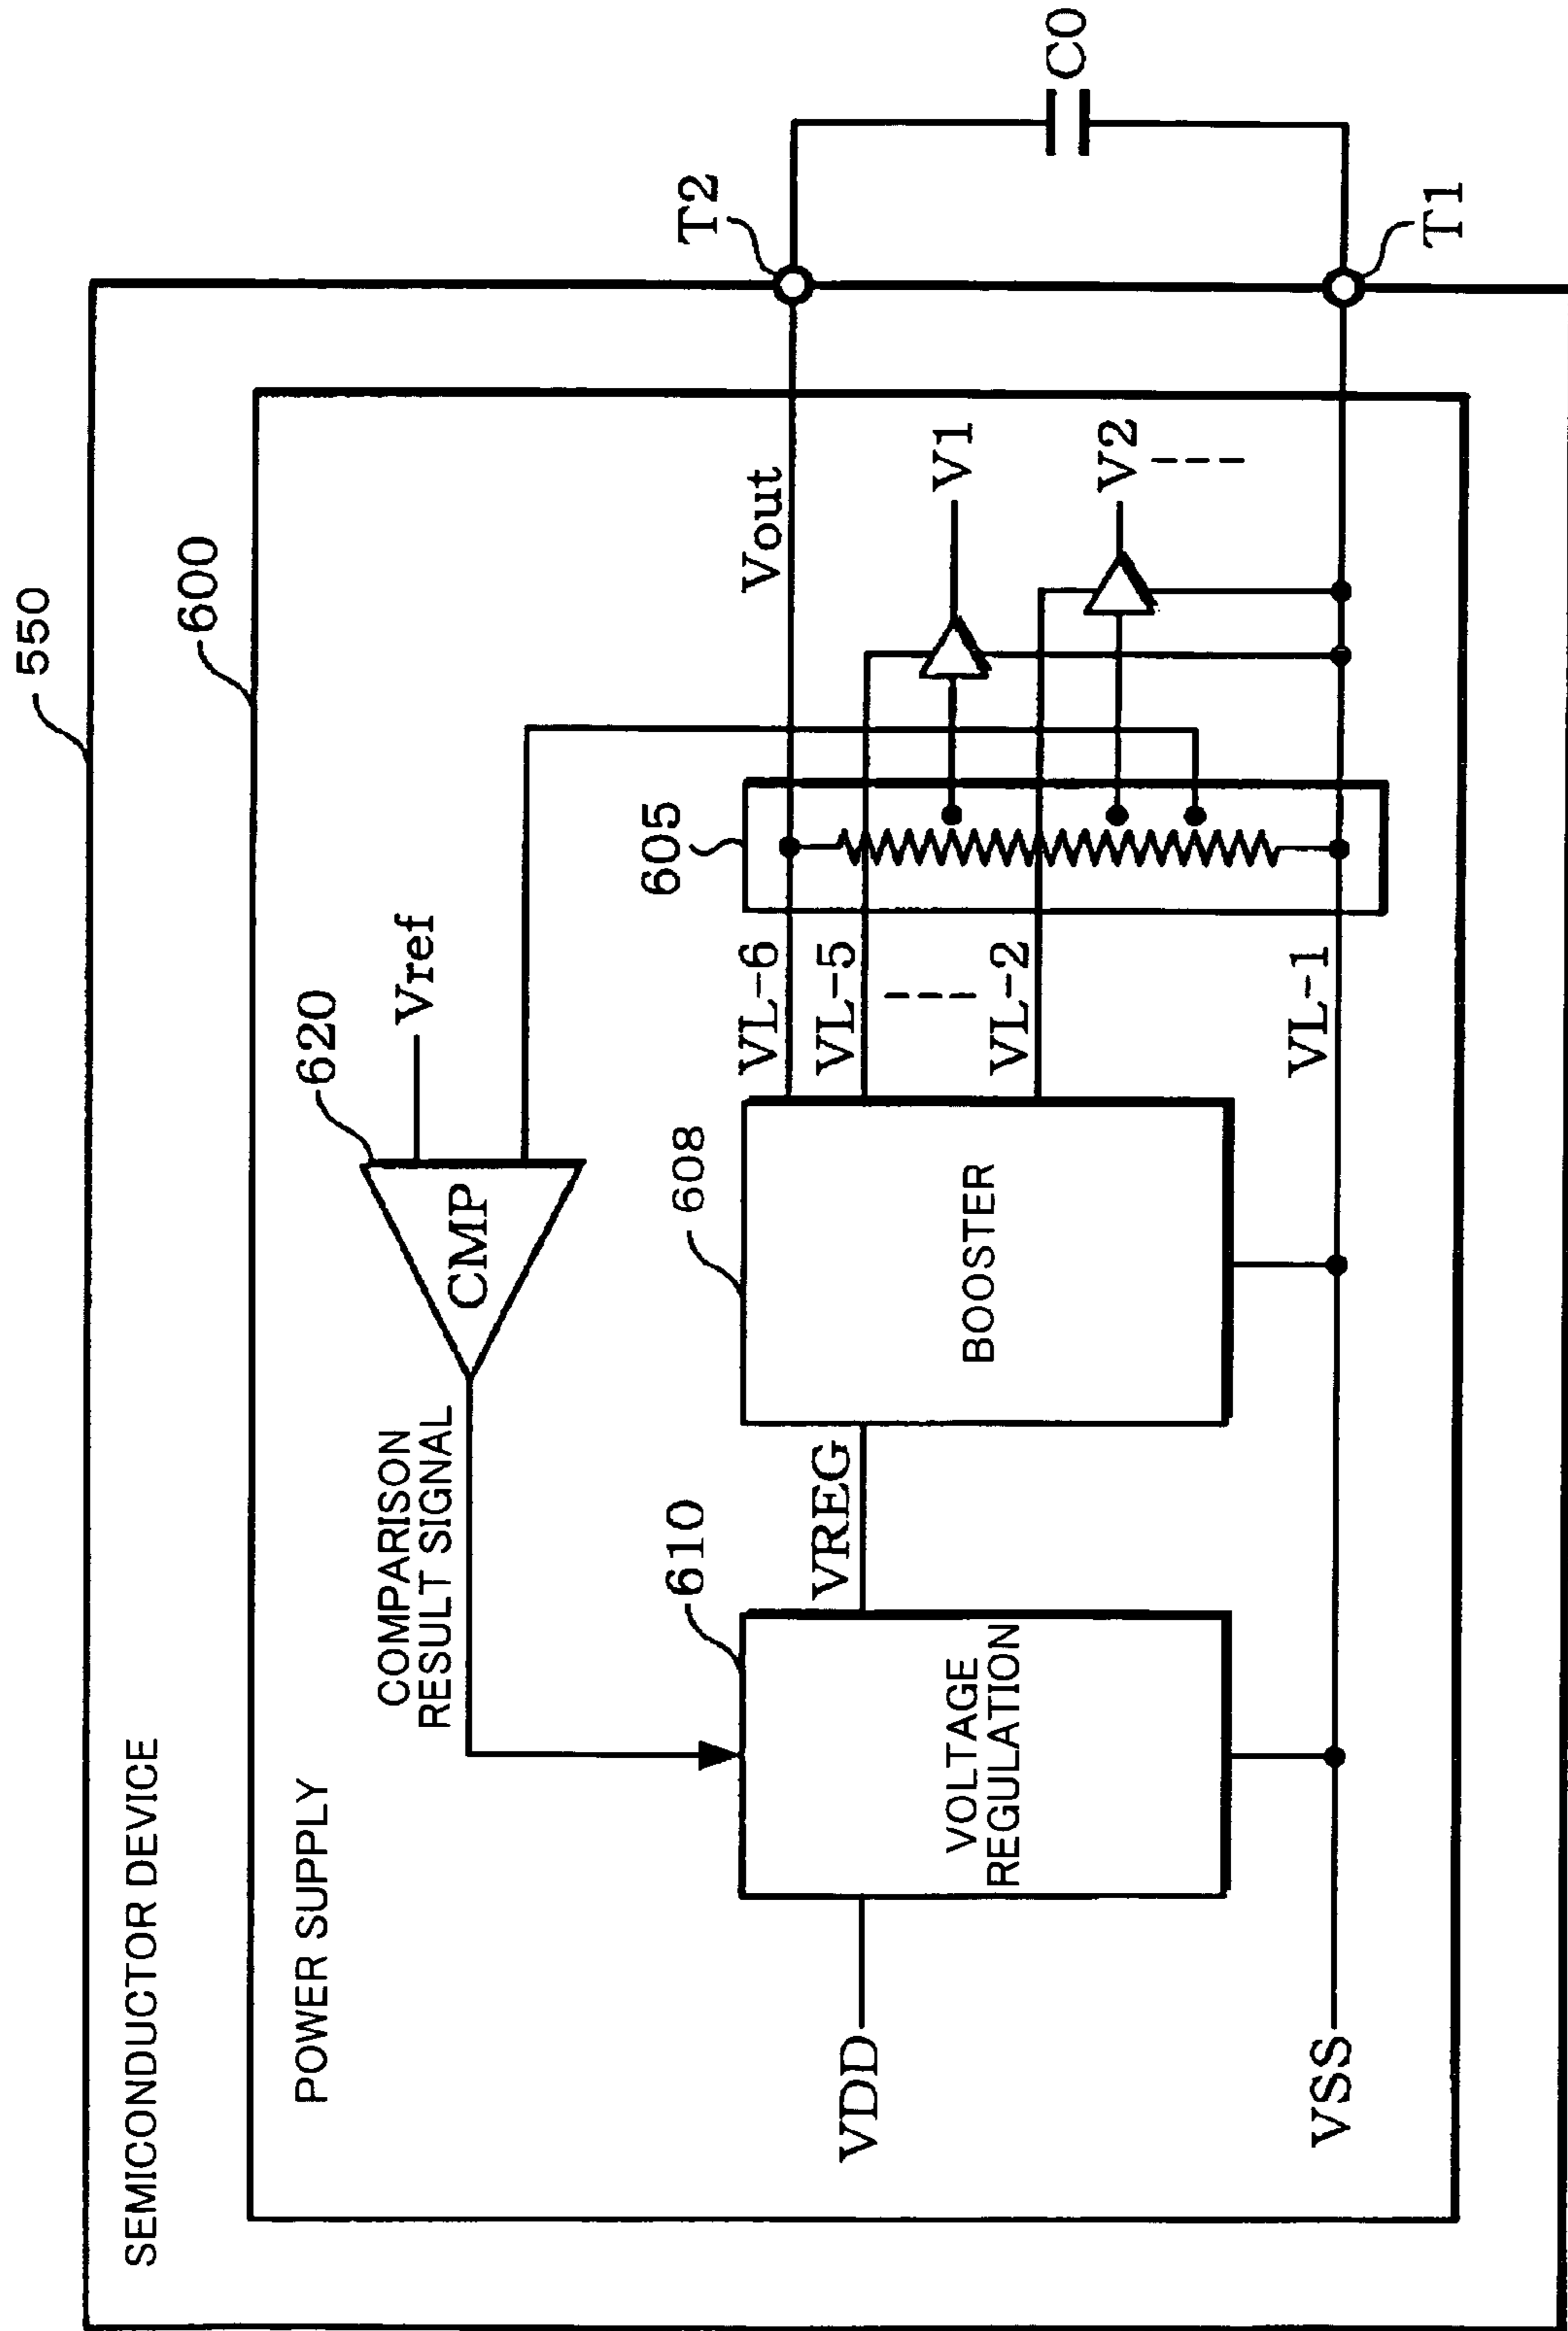 550
SEMICONDUCTOR DEVICE
600
POWER SUPPLY
620
Vref
CMP
COMPARISON
RESULT SIGNAL
610
VOLTAGE
REGULATION
VDD
VSS
VREG
608
BOOSTER
605
VL-6
VL-5
VL-2
VL-1
Vout
V1
V2
T2
T1
C0